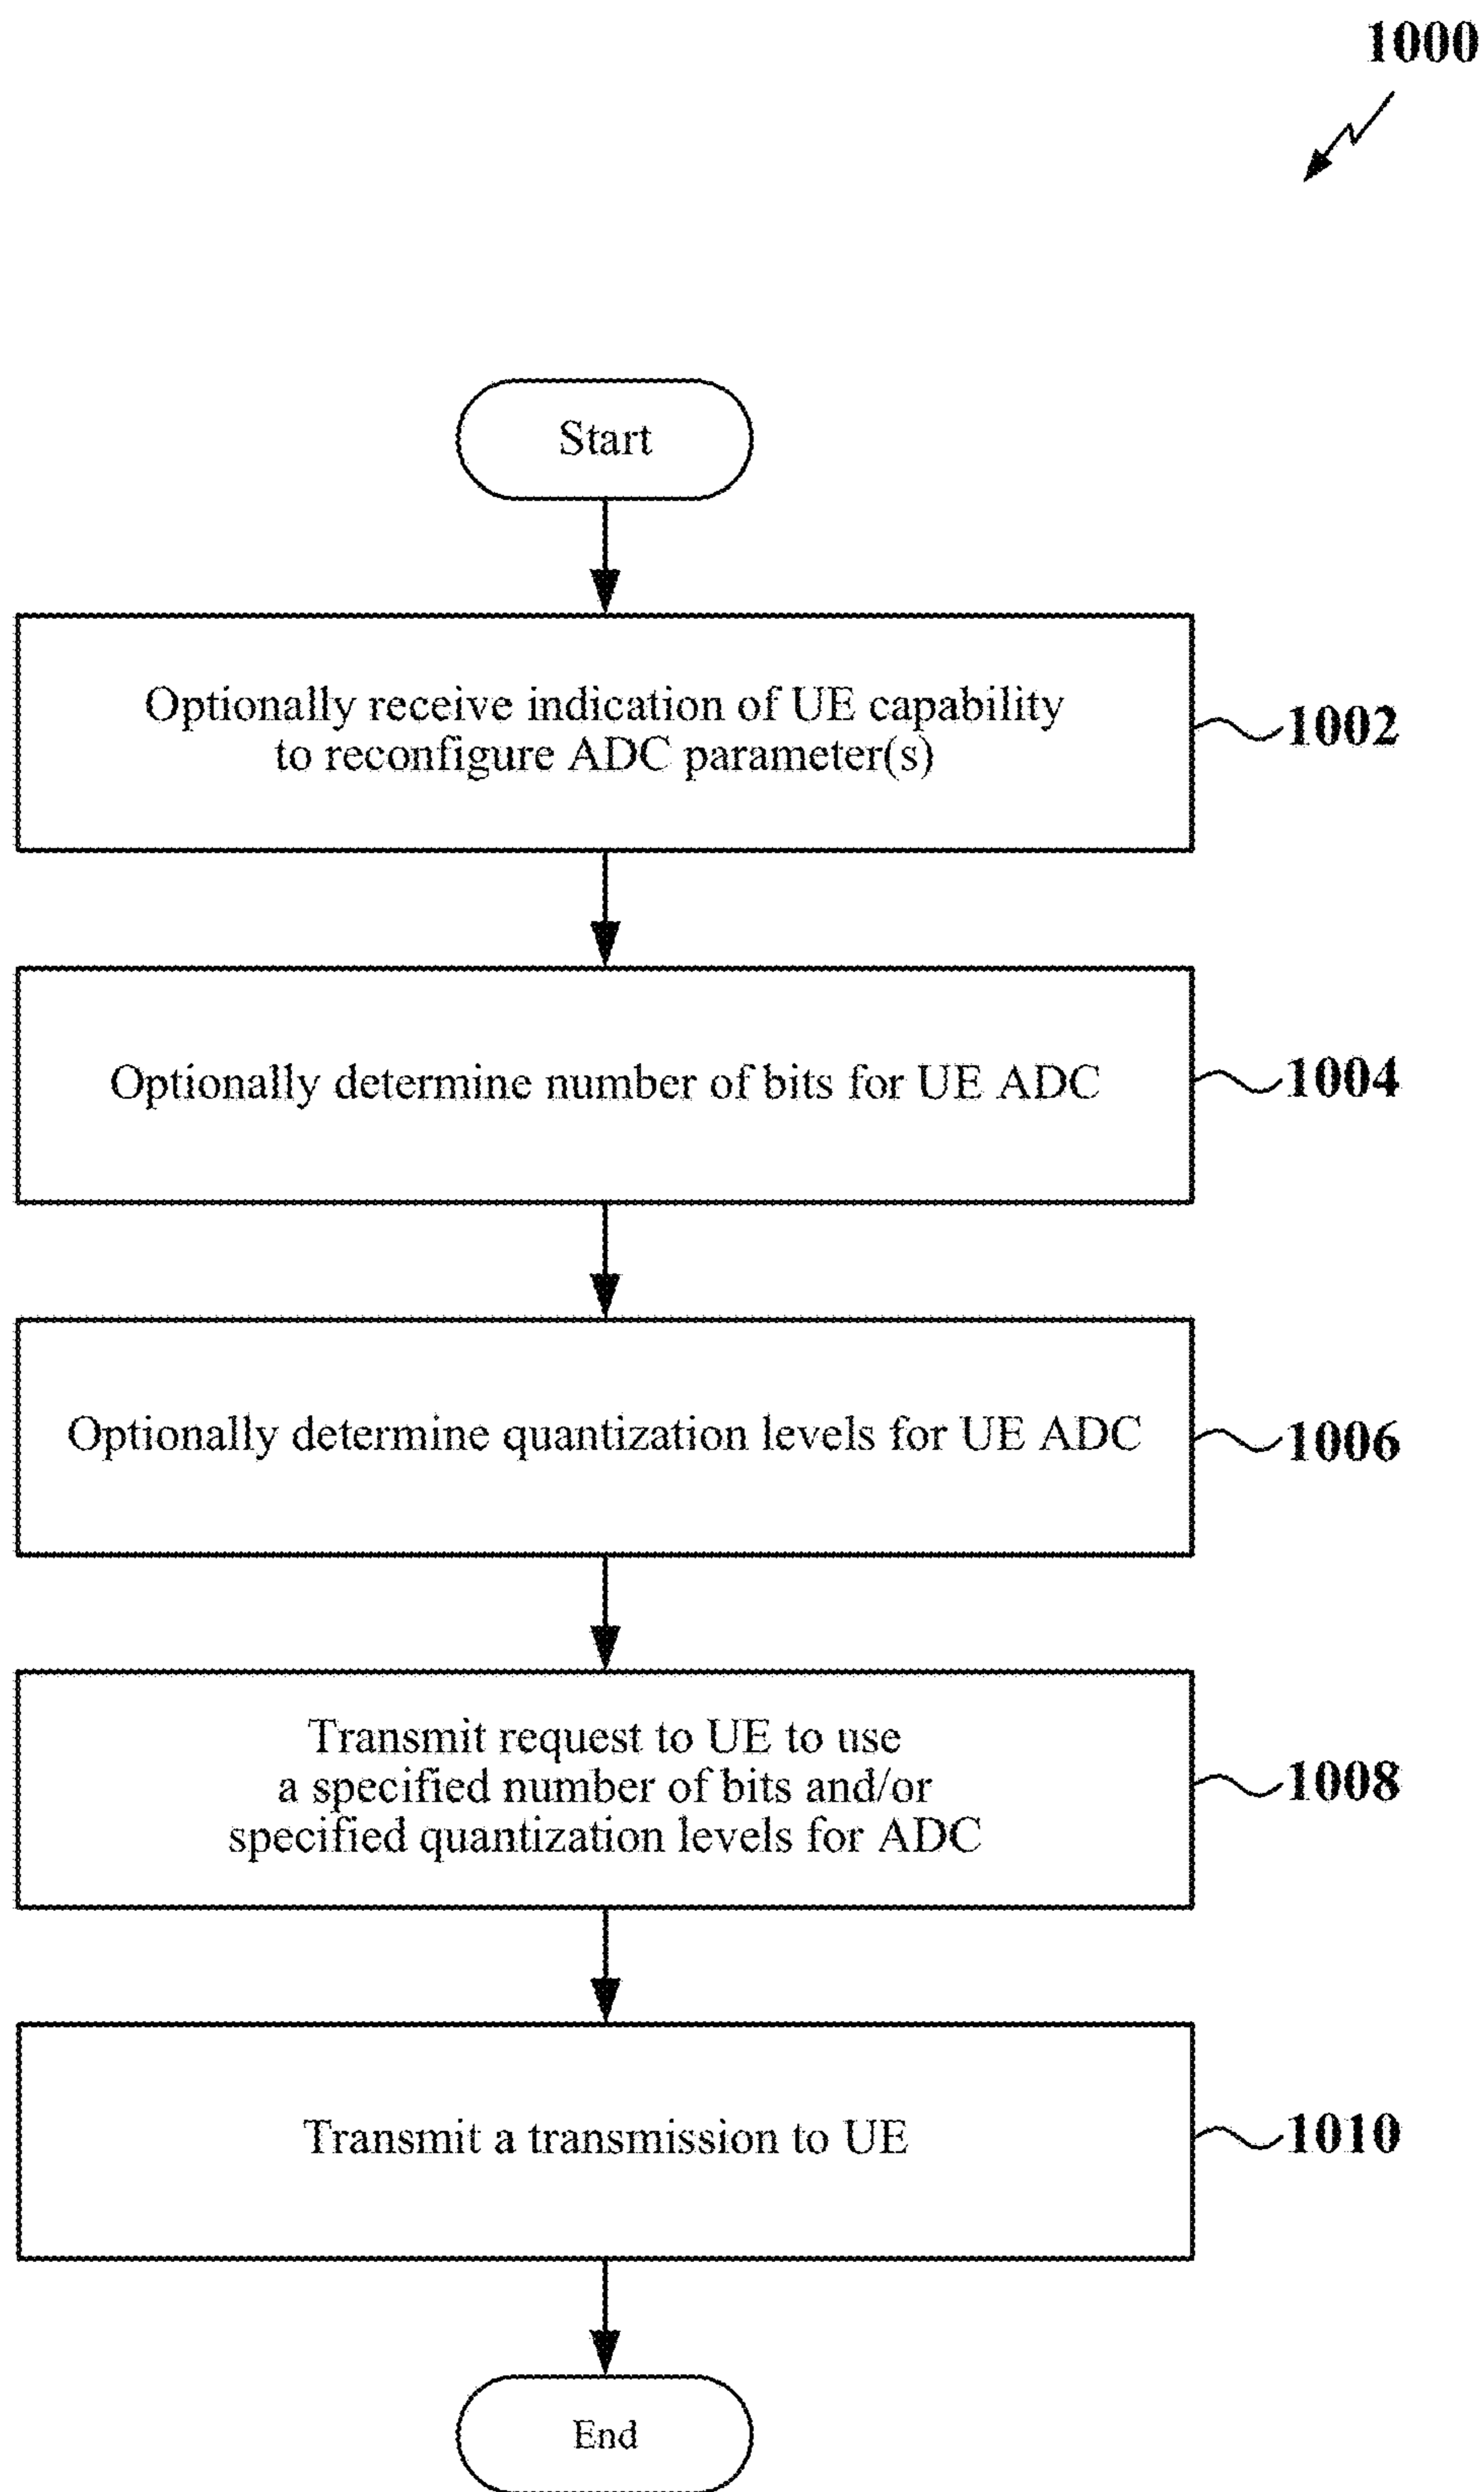 1000
Start
Optionally receive indication of UE capability
to reconfigure ADC parameter(s)
1002
Optionally determine number of bits for UE ADC
1004
Optionally determine quantization levels for UE ADC
1006
Transmit request to UE to use
a specified number of bits and/or
specified quantization levels for ADC
1008
Transmit a transmission to UE
1010
End